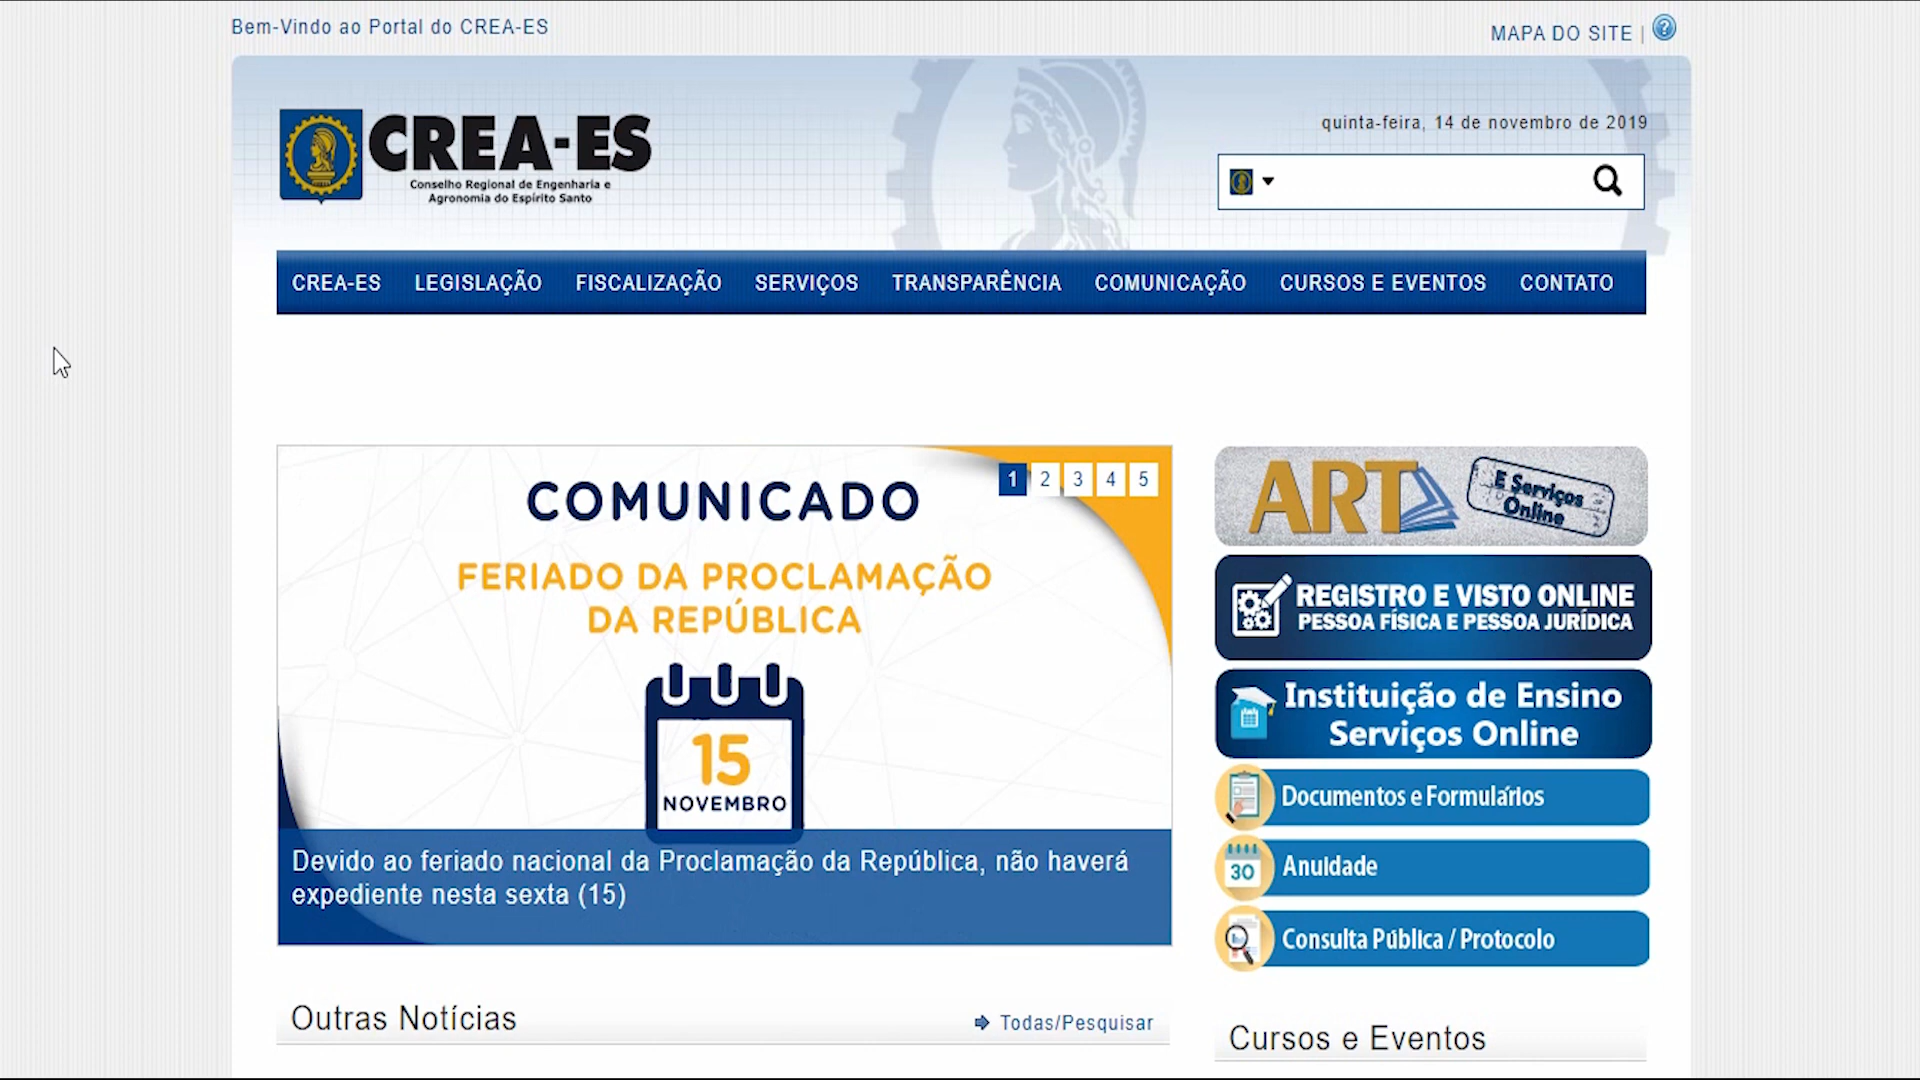 Bem-Vindo ao Portal do CREA-ES
MAPA DO SITE |
CREA-ES
Conselho Regional de Engenharia e
Agronomia do Espírito Santo
quinta-feira, 14 de novembro de 2019
CREA-ES LEGISLAÇÃO FISCALIZAÇÃO SERVIÇOS TRANSPARÊNCIA COMUNICAÇÃO CURSOS E EVENTOS CONTATO
1 2 3 4 5
COMUNICADO
FERIADO DA PROCLAMAÇÃO
DA REPÚBLICA
15
NOVEMBRO
Devido ao feriado nacional da Proclamação da República, não haverá
expediente nesta sexta (15)
ART
E Serviços
Online
REGISTRO E VISTO ONLINE
PESSOA FÍSICA E PESSOA JURÍDICA
Instituição de Ensino
Serviços Online
Documentos e Formulários
30
Anuidade
Consulta Pública / Protocolo
Outras Notícias
Todas/Pesquisar
Cursos e Eventos